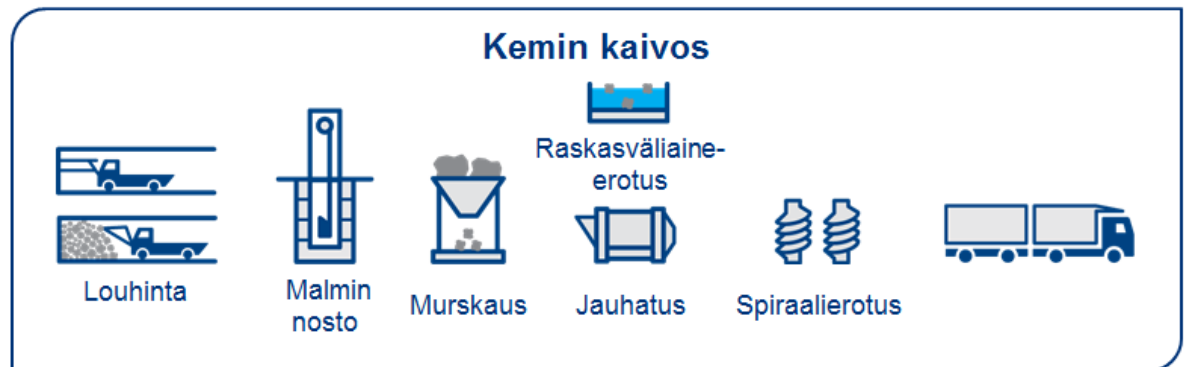 Kemin kaivos
Raskasväliaine-
erotus
Louhinta
Malmin
nosto
Murskaus
Jauhatus
Spiraalierotus